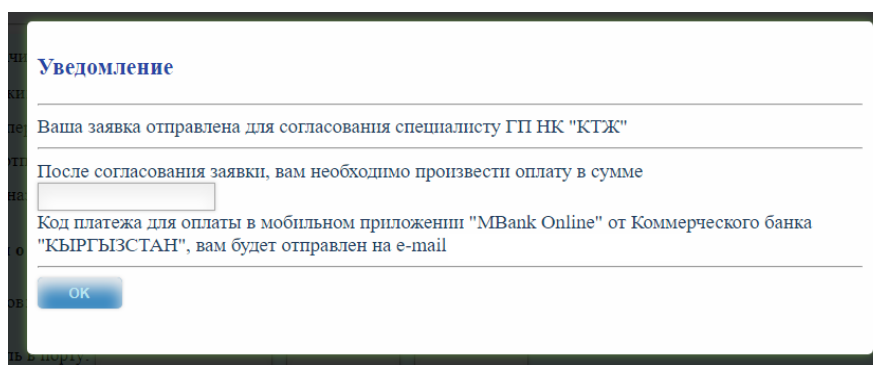 Уведомление
Ваша заявка отправлена для согласования специалисту ГП НК "КТЖ"
После согласования заявки, вам необходимо произвести оплату в сумме
Код платежа для оплаты в мобильном приложении "MBank Online" от Коммерческого банка
"КЫРГЫЗСТАН", вам будет отправлен на e-mail
ОК